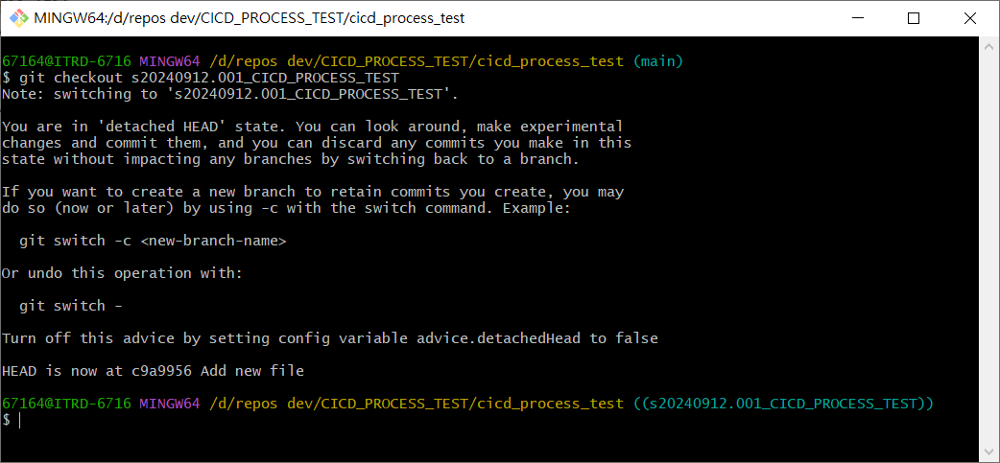 MINGW64:/d/repos dev/CICD_PROCESS_TEST/cicd_process_test
67164@ITRD-6716 MINGW64 /d/repos dev/CICD_PROCESS_TEST/cicd_process_test (main)
$ git checkout s20240912.001_CICD_PROCESS_TEST
Note: switching to 's20240912.001_CICD_PROCESS_TEST'.
You are in 'detached HEAD' state. You can look around, make experimental
changes and commit them, and you can discard any commits you make in this
state without impacting any branches by switching back to a branch.
If you want to create a new branch to retain commits you create, you may
do so (now or later) by using -c with the switch command. Example:
git switch -c <new-branch-name>
Or undo this operation with:
git switch -
Turn off this advice by setting config variable advice.detachedHead to false
HEAD is now at c9a9956 Add new file
67164@ITRD-6716 MINGW64 /d/repos dev/CICD_PROCESS_TEST/cicd_process_test ((s20240912.001_CICD_PROCESS_TEST))
$